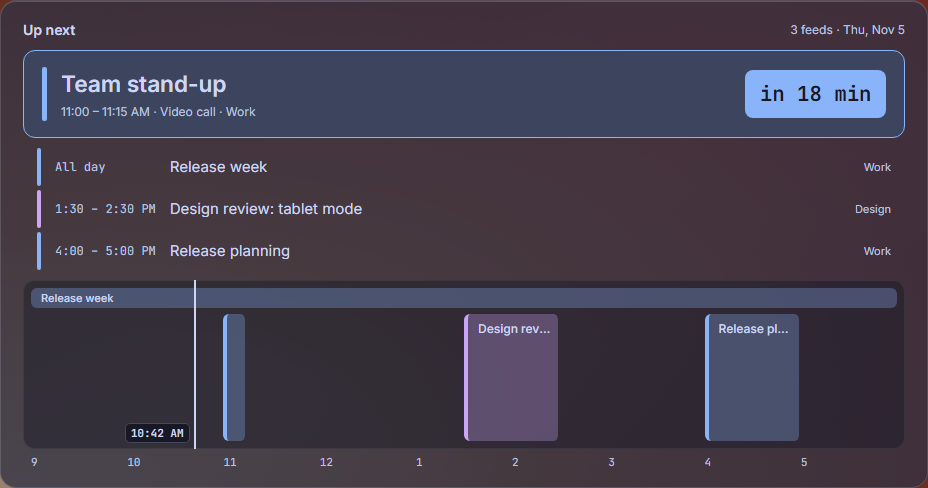 Up next
3 feeds · Thu, Nov 5
Team stand-up
11:00 – 11:15 AM · Video call · Work
in 18 min
All day Release week Work
1:30 – 2:30 PM Design review: tablet mode Design
4:00 – 5:00 PM Release planning Work
Release week
Design rev...
Release pl...
10:42 AM
9 10 11 12 1 2 3 4 5